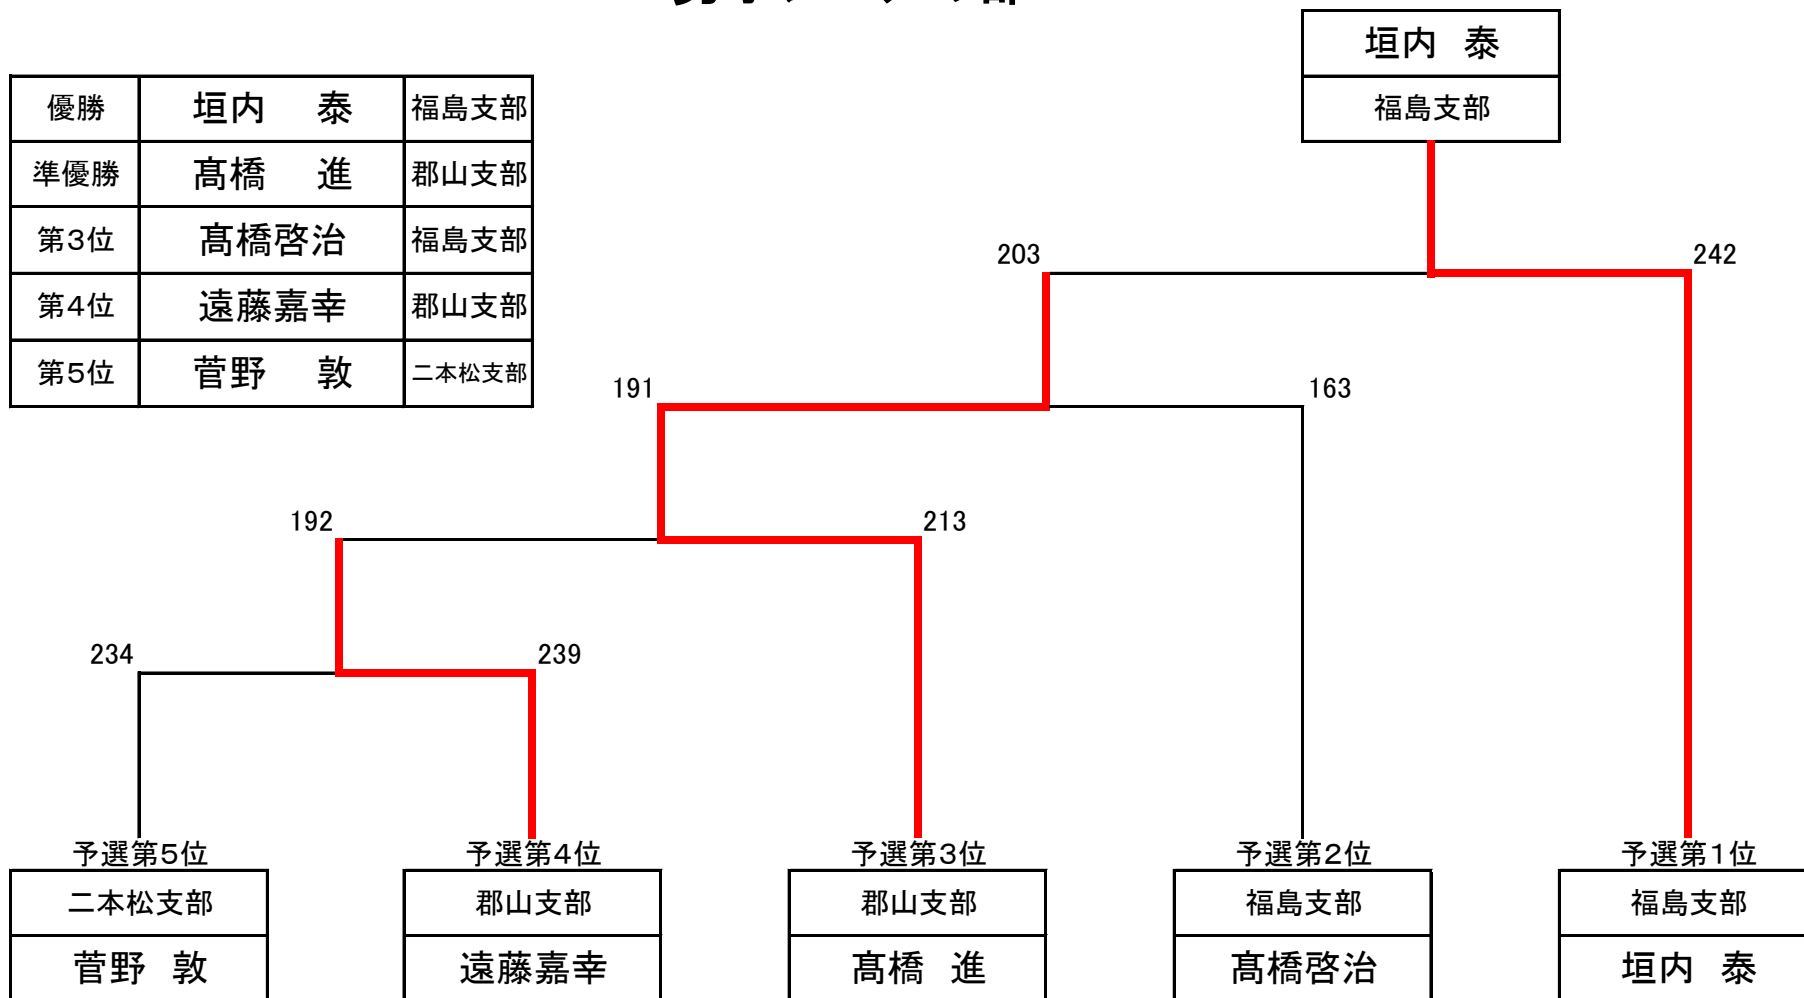 垣内 泰
福島支部
優勝 垣内 泰 福島支部
準優勝 髙橋 進 郡山支部
第3位 髙橋啓治 福島支部
第4位 遠藤嘉幸 郡山支部
第5位 菅野 敦 二本松支部
203 242
191 163
192 213
234 239
予選第5位 予選第4位 予選第3位 予選第2位 予選第1位
二本松支部 郡山支部 郡山支部 福島支部 福島支部
菅野 敦 遠藤嘉幸 髙橋 進 髙橋啓治 垣内 泰